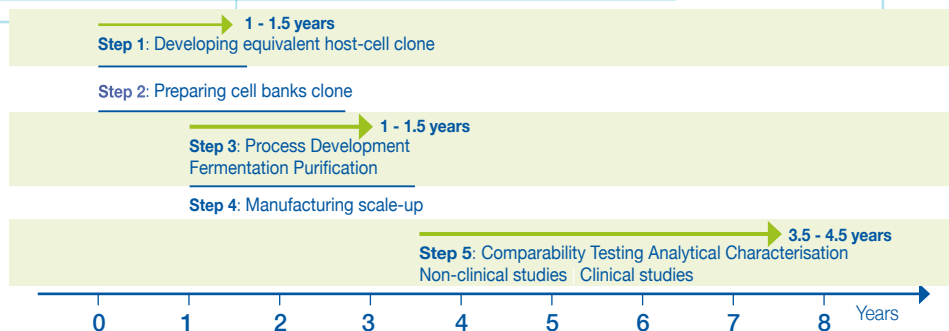 1 - 1.5 years
Step 1: Developing equivalent host-cell clone
Step 2: Preparing cell banks clone
1 - 1.5 years
Step 3: Process Development
Fermentation Purification
Step 4: Manufacturing scale-up
3.5 - 4.5 years
Step 5: Comparability Testing Analytical Characterisation
Non-clinical studies Clinical studies
0 1 2 3 4 5 6 7 8 Years